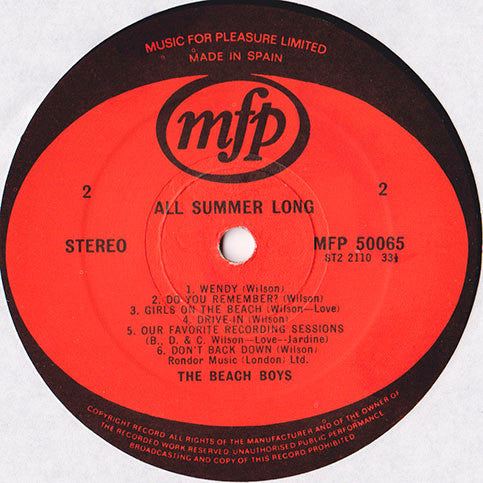 MUSIC FOR PLEASURE LIMITED
MADE IN SPAIN
mfp
2 2
ALL SUMMER LONG
STEREO MFP 50065
ST2 2110 33⅓
1. WENDY (Wilson)
2. DO YOU REMEMBER? (Wilson)
3. GIRLS ON THE BEACH (Wilson—Love)
4. DRIVE-IN (Wilson)
5. OUR FAVORITE RECORDING SESSIONS
(B., D. & C. Wilson—Love—Jardine)
6. DON'T BACK DOWN (Wilson)
Rondor Music (London) Ltd.
THE BEACH BOYS
COPYRIGHT RECORD ALL RIGHTS OF THE MANUFACTURER AND OF THE OWNER OF
THE RECORDED WORK RESERVED UNAUTHORISED PUBLIC PERFORMANCE
BROADCASTING AND COPY OF THIS RECORD PROHIBITED